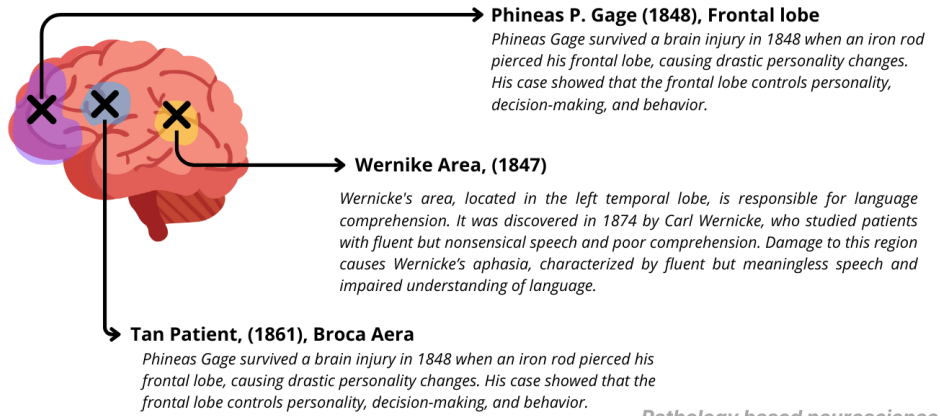 Phineas P. Gage (1848), Frontal lobe
Phineas Gage survived a brain injury in 1848 when an iron rod
pierced his frontal lobe, causing drastic personality changes.
His case showed that the frontal lobe controls personality,
decision-making, and behavior.
Wernike Area, (1847)
Wernicke's area, located in the left temporal lobe, is responsible for language
comprehension. It was discovered in 1874 by Carl Wernicke, who studied patients
with fluent but nonsensical speech and poor comprehension. Damage to this region
causes Wernicke’s aphasia, characterized by fluent but meaningless speech and
impaired understanding of language.
Tan Patient, (1861), Broca Aera
Phineas Gage survived a brain injury in 1848 when an iron rod pierced his
frontal lobe, causing drastic personality changes. His case showed that the
frontal lobe controls personality, decision-making, and behavior.
Pathology based neuroscience